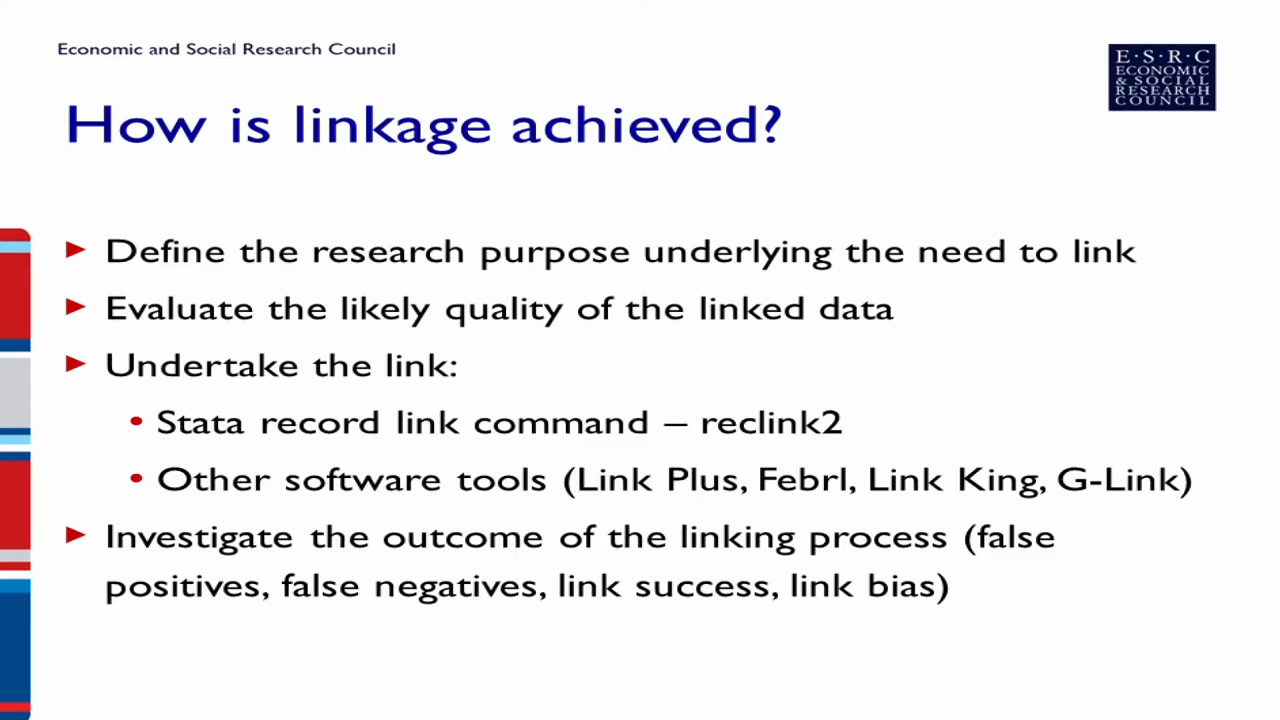 Economic and Social Research Council
E·S·R·C
ECONOMIC
& SOCIAL
RESEARCH
COUNCIL
How is linkage achieved?
Define the research purpose underlying the need to link
Evaluate the likely quality of the linked data
Undertake the link:
Stata record link command – reclink2
Other software tools (Link Plus, Febrl, Link King, G-Link)
Investigate the outcome of the linking process (false
positives, false negatives, link success, link bias)